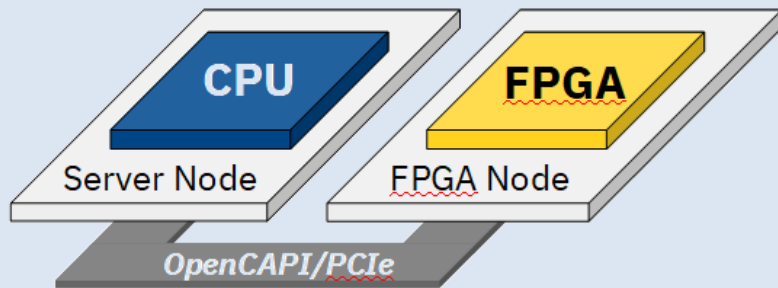 CPU
FPGA
Server Node
FPGA Node
OpenCAPI/PCIe